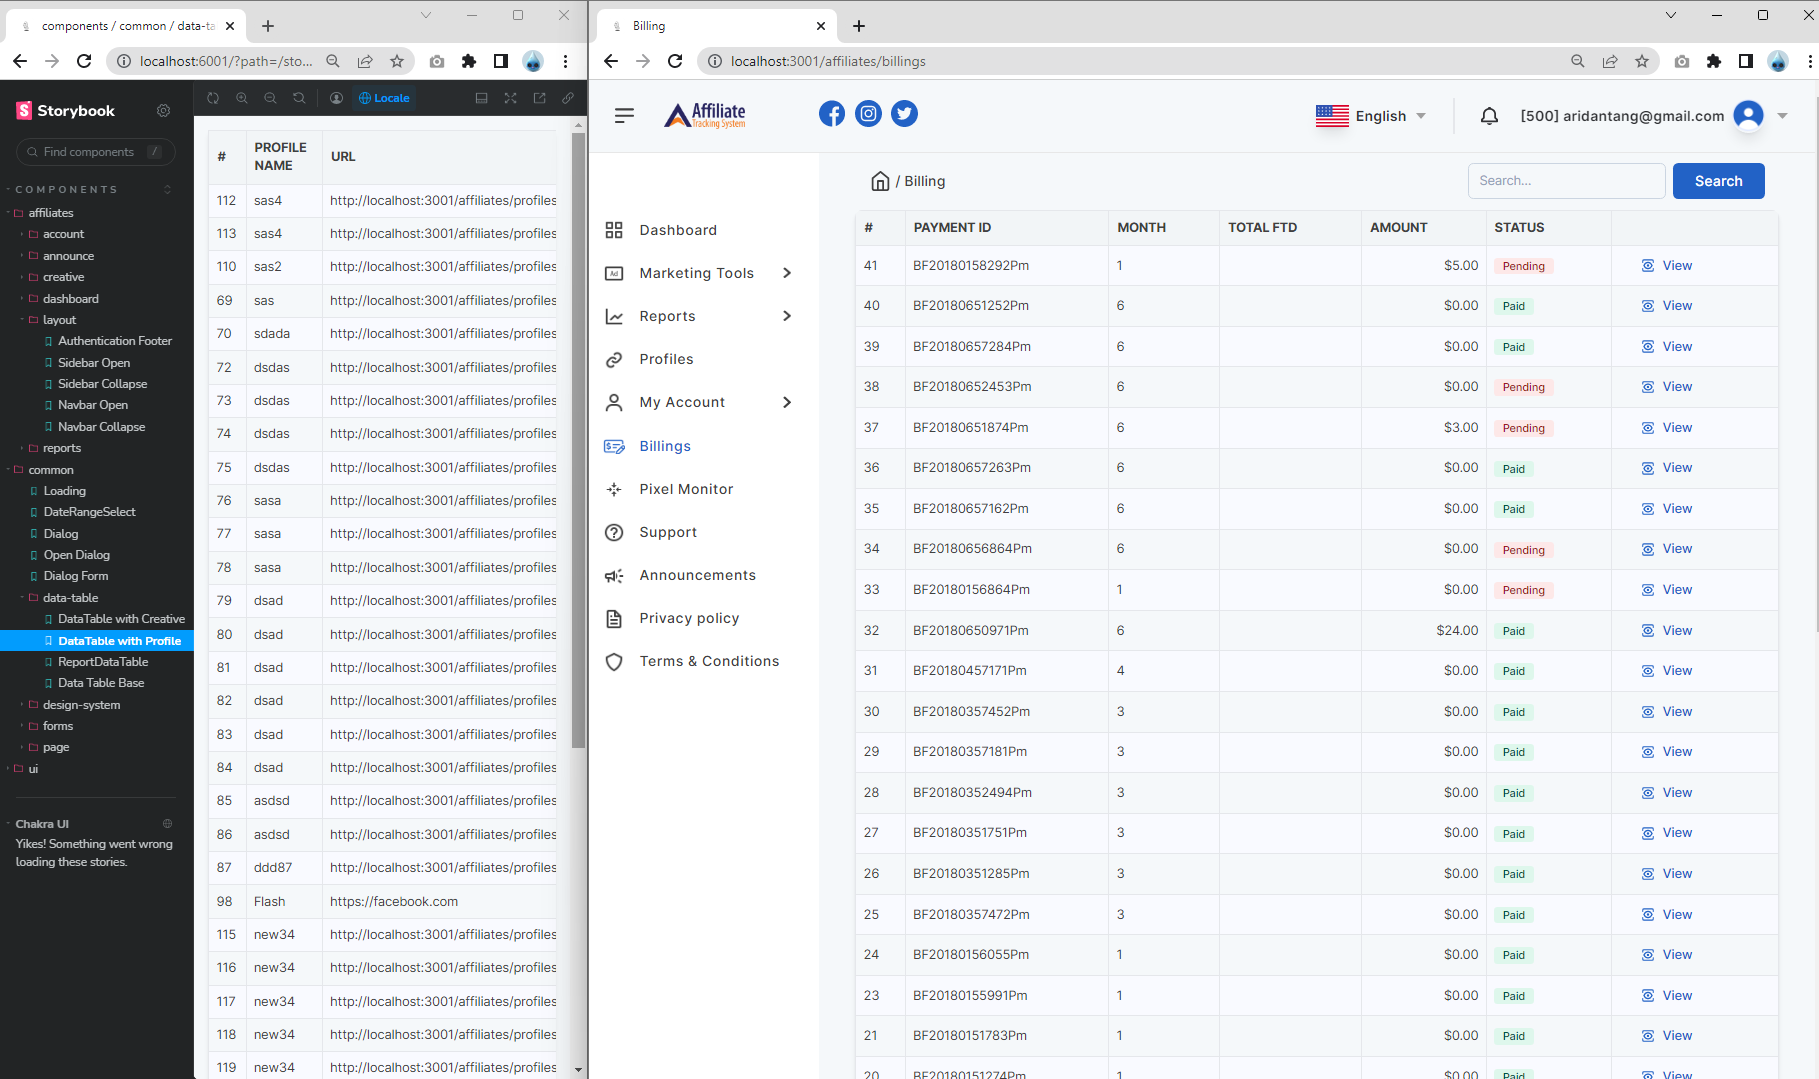 components / common / data-ta
localhost:6001/?path=/sto...
Storybook
Find components /
COMPONENTS
affiliates
account
announce
creative
dashboard
layout
Authentication Footer
Sidebar Open
Sidebar Collapse
Navbar Open
Navbar Collapse
reports
common
Loading
DateRangeSelect
Dialog
Open Dialog
Dialog Form
data-table
DataTable with Creative
DataTable with Profile
ReportDataTable
Data Table Base
design-system
forms
page
ui
Chakra UI
Yikes! Something went wrong
loading these stories.
Locale
# PROFILE NAME URL
112 sas4 http://localhost:3001/affiliates/profiles
113 sas4 http://localhost:3001/affiliates/profiles
110 sas2 http://localhost:3001/affiliates/profiles
69 sas http://localhost:3001/affiliates/profiles
70 sdada http://localhost:3001/affiliates/profiles
72 dsdas http://localhost:3001/affiliates/profiles
73 dsdas http://localhost:3001/affiliates/profiles
74 dsdas http://localhost:3001/affiliates/profiles
75 dsdas http://localhost:3001/affiliates/profiles
76 sasa http://localhost:3001/affiliates/profiles
77 sasa http://localhost:3001/affiliates/profiles
78 sasa http://localhost:3001/affiliates/profiles
79 dsad http://localhost:3001/affiliates/profiles
80 dsad http://localhost:3001/affiliates/profiles
81 dsad http://localhost:3001/affiliates/profiles
82 dsad http://localhost:3001/affiliates/profiles
83 dsad http://localhost:3001/affiliates/profiles
84 dsad http://localhost:3001/affiliates/profiles
85 asdsd http://localhost:3001/affiliates/profiles
86 asdsd http://localhost:3001/affiliates/profiles
87 ddd87 http://localhost:3001/affiliates/profiles
98 Flash https://facebook.com
115 new34 http://localhost:3001/affiliates/profiles
116 new34 http://localhost:3001/affiliates/profiles
117 new34 http://localhost:3001/affiliates/profiles
118 new34 http://localhost:3001/affiliates/profiles
119 new34 http://localhost:3001/affiliates/profiles
Billing
localhost:3001/affiliates/billings
Affiliate
Tracking System
English
[500] aridantang@gmail.com
Dashboard
Marketing Tools
Reports
Profiles
My Account
Billings
Pixel Monitor
Support
Announcements
Privacy policy
Terms & Conditions
/ Billing
Search...
Search
# PAYMENT ID MONTH TOTAL FTD AMOUNT STATUS
41 BF20180158292Pm 1 $5.00 Pending View
40 BF20180651252Pm 6 $0.00 Paid View
39 BF20180657284Pm 6 $0.00 Paid View
38 BF20180652453Pm 6 $0.00 Pending View
37 BF20180651874Pm 6 $3.00 Pending View
36 BF20180657263Pm 6 $0.00 Paid View
35 BF20180657162Pm 6 $0.00 Paid View
34 BF20180656864Pm 6 $0.00 Pending View
33 BF20180156864Pm 1 $0.00 Pending View
32 BF20180650971Pm 6 $24.00 Paid View
31 BF20180457171Pm 4 $0.00 Paid View
30 BF20180357452Pm 3 $0.00 Paid View
29 BF20180357181Pm 3 $0.00 Paid View
28 BF20180352494Pm 3 $0.00 Paid View
27 BF20180351751Pm 3 $0.00 Paid View
26 BF20180351285Pm 3 $0.00 Paid View
25 BF20180357472Pm 3 $0.00 Paid View
24 BF20180156055Pm 1 $0.00 Paid View
23 BF20180155991Pm 1 $0.00 Paid View
21 BF20180151783Pm 1 $0.00 Paid View
20 BF20180151274Pm 1 $0.00 Paid View